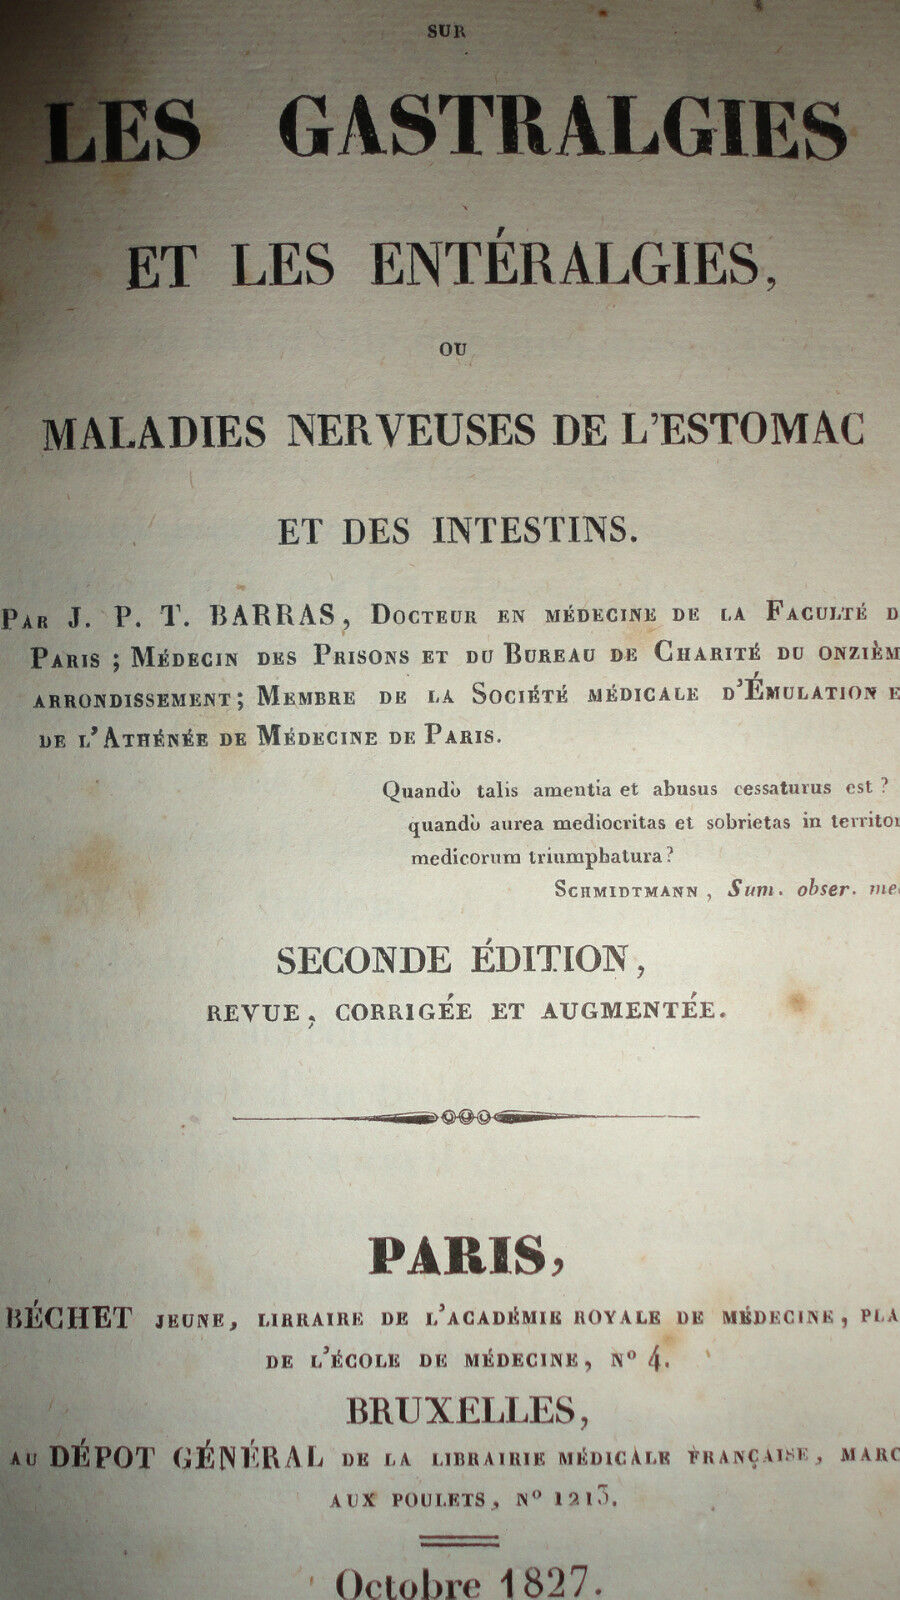 SUR
LES GASTRALGIES
ET LES ENTÉRALGIES,
OU
MALADIES NERVEUSES DE L'ESTOMAC
ET DES INTESTINS.
PAR J. P. T. BARRAS, DOCTEUR EN MÉDECINE DE LA FACULTÉ D
PARIS ; MÉDECIN DES PRISONS ET DU BUREAU DE CHARITÉ DU ONZIÈM
ARRONDISSEMENT; MEMBRE DE LA SOCIÉTÉ MÉDICALE D'ÉMULATION E
DE L'ATHÉNÉE DE MÉDECINE DE PARIS.
Quandò talis amentia et abusus cessaturus est ?
quandò aurea mediocritas et sobrietas in territor
medicorum triumphatura?
SCHMIDTMANN, Sum. obser. med
SECONDE ÉDITION,
REVUE, CORRIGÉE ET AUGMENTÉE.
PARIS,
BÉCHET JEUNE, LIBRAIRE DE L'ACADÉMIE ROYALE DE MÉDECINE, PLA
DE L'ÉCOLE DE MÉDECINE, N° 4.
BRUXELLES,
AU DÉPOT GÉNÉRAL DE LA LIBRAIRIE MÉDICALE FRANÇAISE, MARC
AUX POULETS, N° 1213.
Octobre 1827.